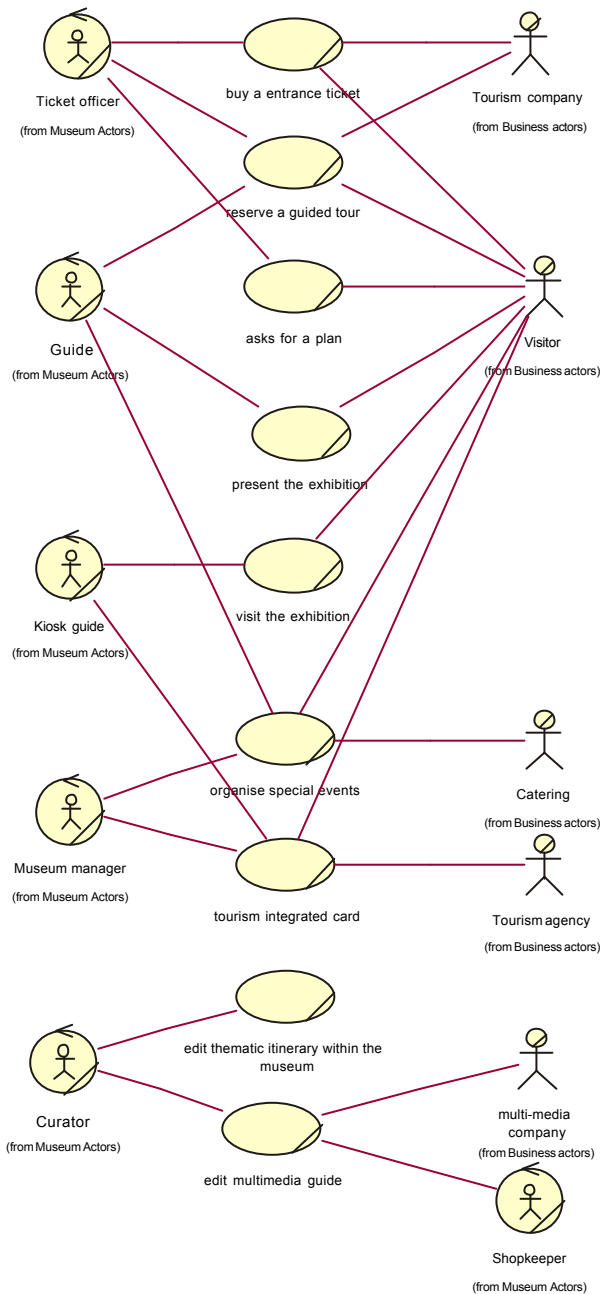 Ticket officer
(from Museum Actors)
buy a entrance ticket
Tourism company
(from Business actors)
reserve a guided tour
Guide
(from Museum Actors)
asks for a plan
Visitor
(from Business actors)
present the exhibition
Kiosk guide
(from Museum Actors)
visit the exhibition
organise special events
Catering
(from Business actors)
Museum manager
(from Museum Actors)
tourism integrated card
Tourism agency
(from Business actors)
edit thematic itinerary within the
museum
Curator
(from Museum Actors)
multi-media
company
(from Business actors)
edit multimedia guide
Shopkeeper
(from Museum Actors)